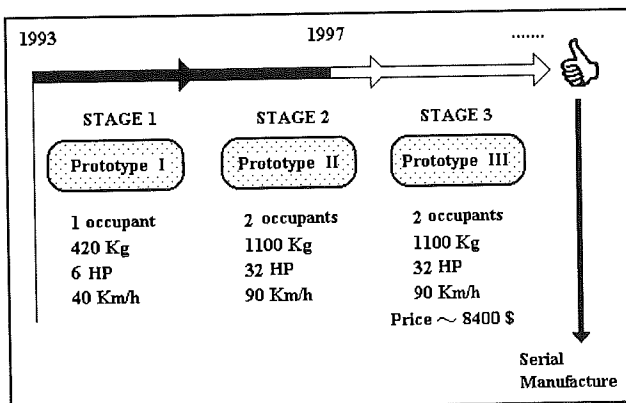 1993
1997
.......
STAGE 1
STAGE 2
STAGE 3
Prototype I
Prototype II
Prototype III
1 occupant
420 Kg
6 HP
40 Km/h
2 occupants
1100 Kg
32 HP
90 Km/h
2 occupants
1100 Kg
32 HP
90 Km/h
Price ~ 8400 $
Serial
Manufacture